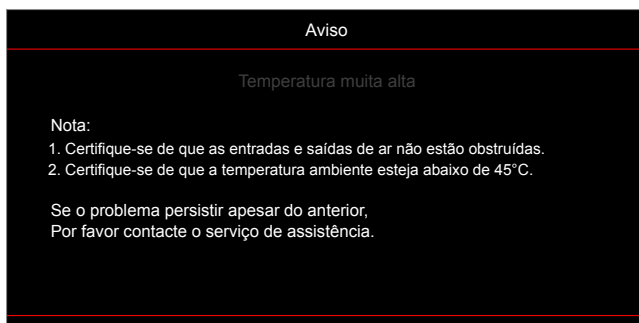 Aviso
Temperatura muita alta
Nota:
1. Certifique-se de que as entradas e saídas de ar não estão obstruídas.
2. Certifique-se de que a temperatura ambiente esteja abaixo de 45°C.
Se o problema persistir apesar do anterior,
Por favor contacte o serviço de assistência.